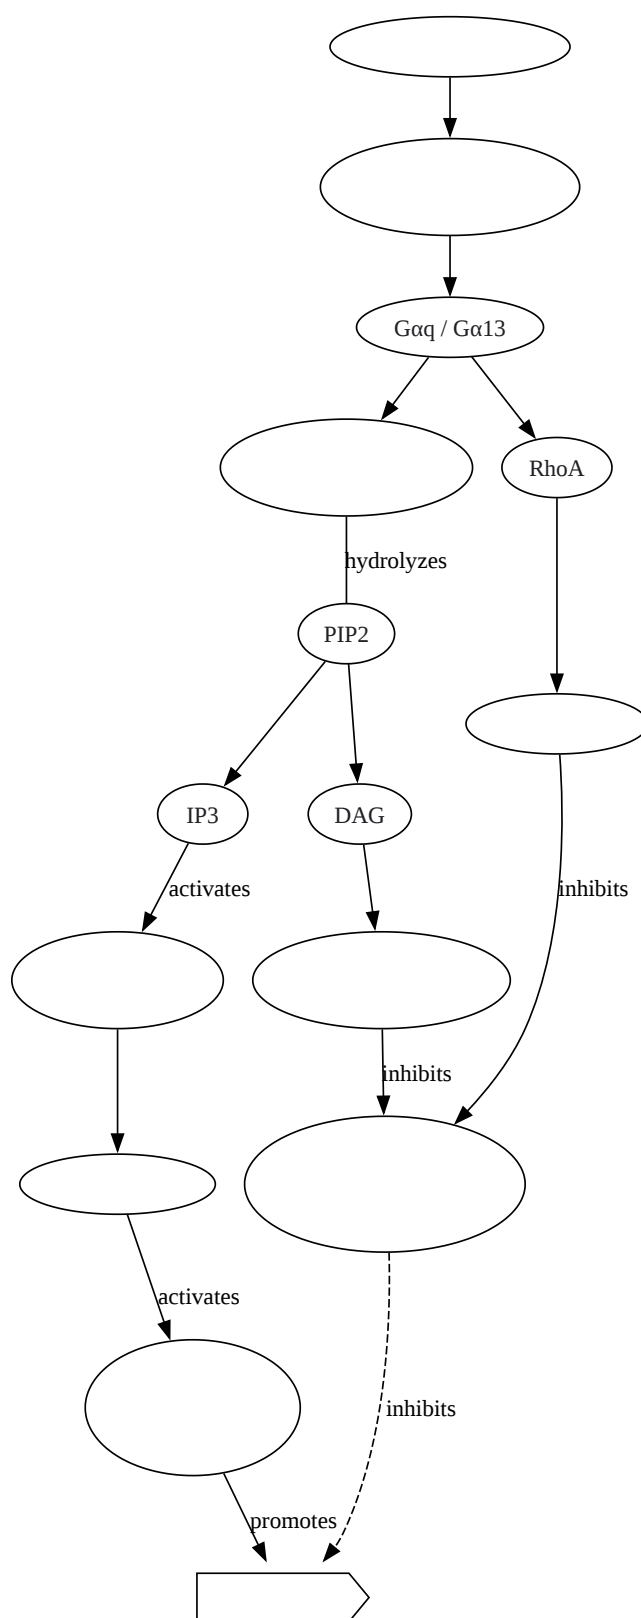 Gαq / Gα13
RhoA
hydrolyzes
PIP2
IP3
DAG
activates
inhibits
inhibits
activates
inhibits
promotes